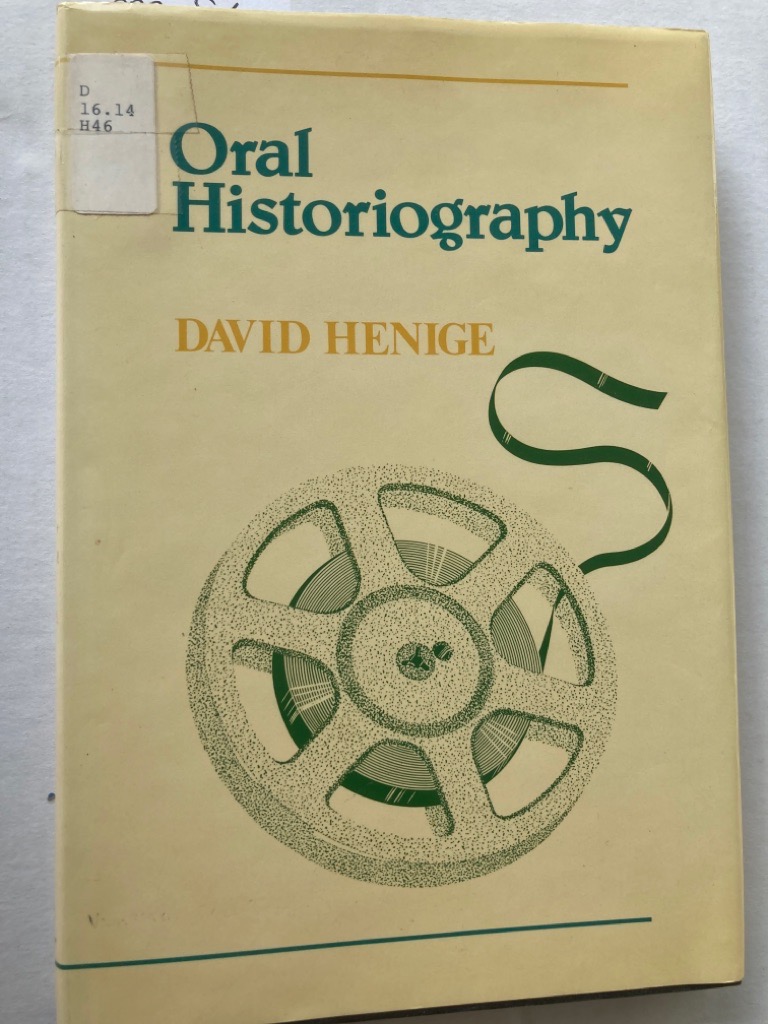 D
16.14
H46
Oral
Historiography
DAVID HENIGE